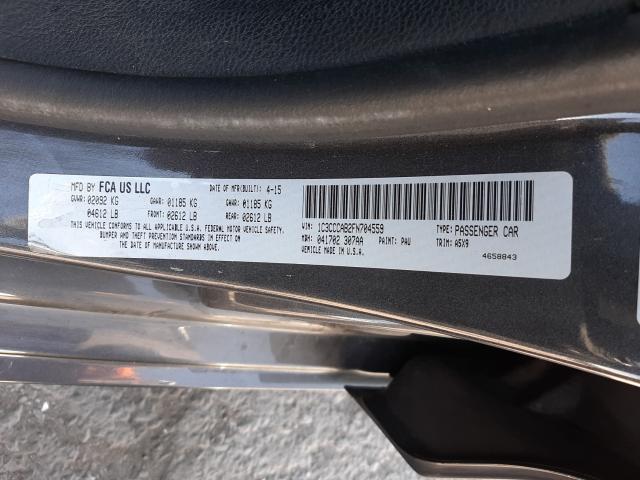 MFD BY FCA US LLC DATE OF MFR(BUILT): 4-15
GVWR: 02092 KG GAWR: 01185 KG GAWR: 01185 KG
04612 LB FRONT: 02612 LB REAR: 02612 LB
THIS VEHICLE CONFORMS TO ALL APPLICABLE U.S.A. FEDERAL MOTOR VEHICLE SAFETY,
BUMPER AND THEFT PREVENTION STANDARDS IN EFFECT ON
THE DATE OF MANUFACTURE SHOWN ABOVE.
VIN: 1C3CCCAB2FN704559 TYPE: PASSENGER CAR
MDH: 041702 307AA PAINT: PAU TRIM: A5X9
VEHICLE MADE IN U.S.A. 4658843